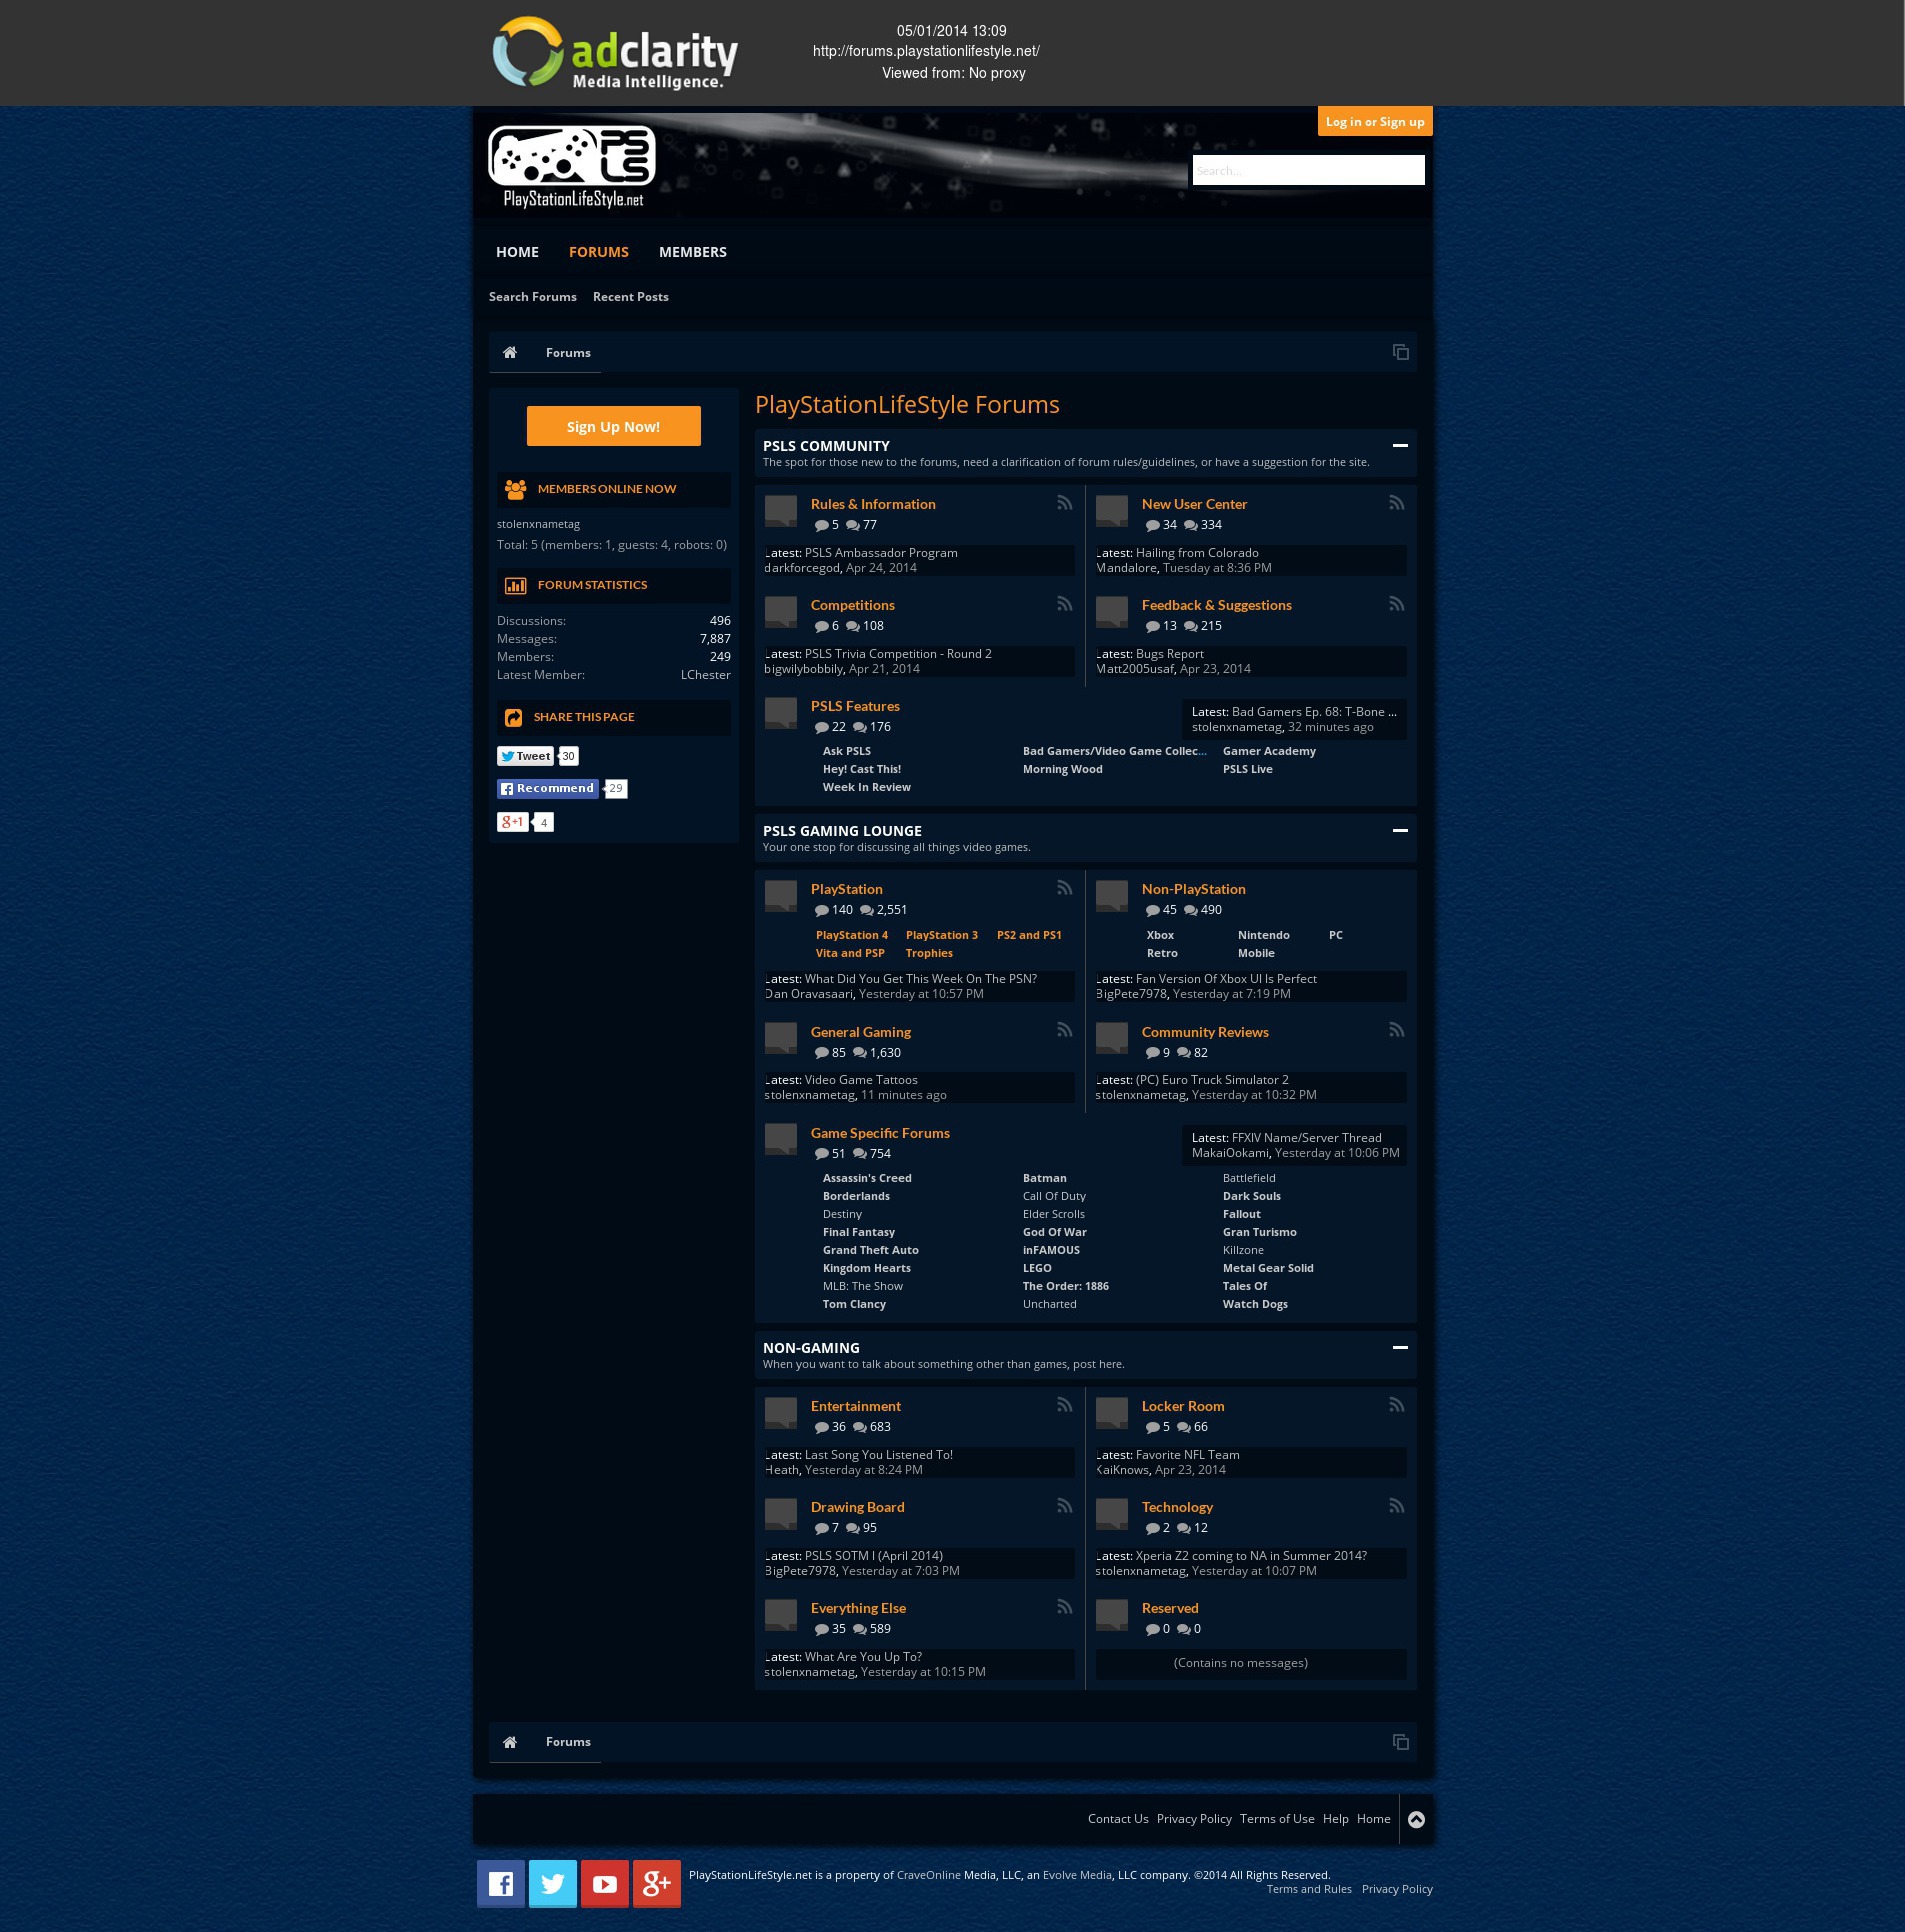 adclarity
Media Intelligence.
05/01/2014 13:09
http://forums.playstationlifestyle.net/
Viewed from: No proxy
Log in or Sign up
PSLS
PlayStationLifeStyle.net
Search...
HOME FORUMS MEMBERS
Search Forums Recent Posts
Forums
Sign Up Now!
MEMBERS ONLINE NOW
stolenxnametag
Total: 5 (members: 1, guests: 4, robots: 0)
FORUM STATISTICS
Discussions: 496
Messages: 7,887
Members: 249
Latest Member: LChester
SHARE THIS PAGE
Tweet 30
Recommend 29
g+1 4
PlayStationLifeStyle Forums
PSLS COMMUNITY
The spot for those new to the forums, need a clarification of forum rules/guidelines, or have a suggestion for the site.
Rules & Information
5 77
Latest: PSLS Ambassador Program
darkforcegod, Apr 24, 2014
New User Center
34 334
Latest: Hailing from Colorado
Mandalore, Tuesday at 8:36 PM
Competitions
6 108
Latest: PSLS Trivia Competition - Round 2
bigwilybobbily, Apr 21, 2014
Feedback & Suggestions
13 215
Latest: Bugs Report
Matt2005usaf, Apr 23, 2014
PSLS Features
22 176
Latest: Bad Gamers Ep. 68: T-Bone ...
stolenxnametag, 32 minutes ago
Ask PSLS Bad Gamers/Video Game Collec... Gamer Academy
Hey! Cast This! Morning Wood PSLS Live
Week In Review
PSLS GAMING LOUNGE
Your one stop for discussing all things video games.
PlayStation
140 2,551
PlayStation 4 PlayStation 3 PS2 and PS1
Vita and PSP Trophies
Latest: What Did You Get This Week On The PSN?
Dan Oravasaari, Yesterday at 10:57 PM
Non-PlayStation
45 490
Xbox Nintendo PC
Retro Mobile
Latest: Fan Version Of Xbox UI Is Perfect
BigPete7978, Yesterday at 7:19 PM
General Gaming
85 1,630
Latest: Video Game Tattoos
stolenxnametag, 11 minutes ago
Community Reviews
9 82
Latest: (PC) Euro Truck Simulator 2
stolenxnametag, Yesterday at 10:32 PM
Game Specific Forums
51 754
Latest: FFXIV Name/Server Thread
MakaiOokami, Yesterday at 10:06 PM
Assassin's Creed Batman Battlefield
Borderlands Call Of Duty Dark Souls
Destiny Elder Scrolls Fallout
Final Fantasy God Of War Gran Turismo
Grand Theft Auto inFAMOUS Killzone
Kingdom Hearts LEGO Metal Gear Solid
MLB: The Show The Order: 1886 Tales Of
Tom Clancy Uncharted Watch Dogs
NON-GAMING
When you want to talk about something other than games, post here.
Entertainment
36 683
Latest: Last Song You Listened To!
Heath, Yesterday at 8:24 PM
Locker Room
5 66
Latest: Favorite NFL Team
KaiKnows, Apr 23, 2014
Drawing Board
7 95
Latest: PSLS SOTM I (April 2014)
BigPete7978, Yesterday at 7:03 PM
Technology
2 12
Latest: Xperia Z2 coming to NA in Summer 2014?
stolenxnametag, Yesterday at 10:07 PM
Everything Else
35 589
Latest: What Are You Up To?
stolenxnametag, Yesterday at 10:15 PM
Reserved
0 0
(Contains no messages)
Forums
Contact Us Privacy Policy Terms of Use Help Home
PlayStationLifeStyle.net is a property of CraveOnline Media, LLC, an Evolve Media, LLC company. ©2014 All Rights Reserved.
Terms and Rules Privacy Policy